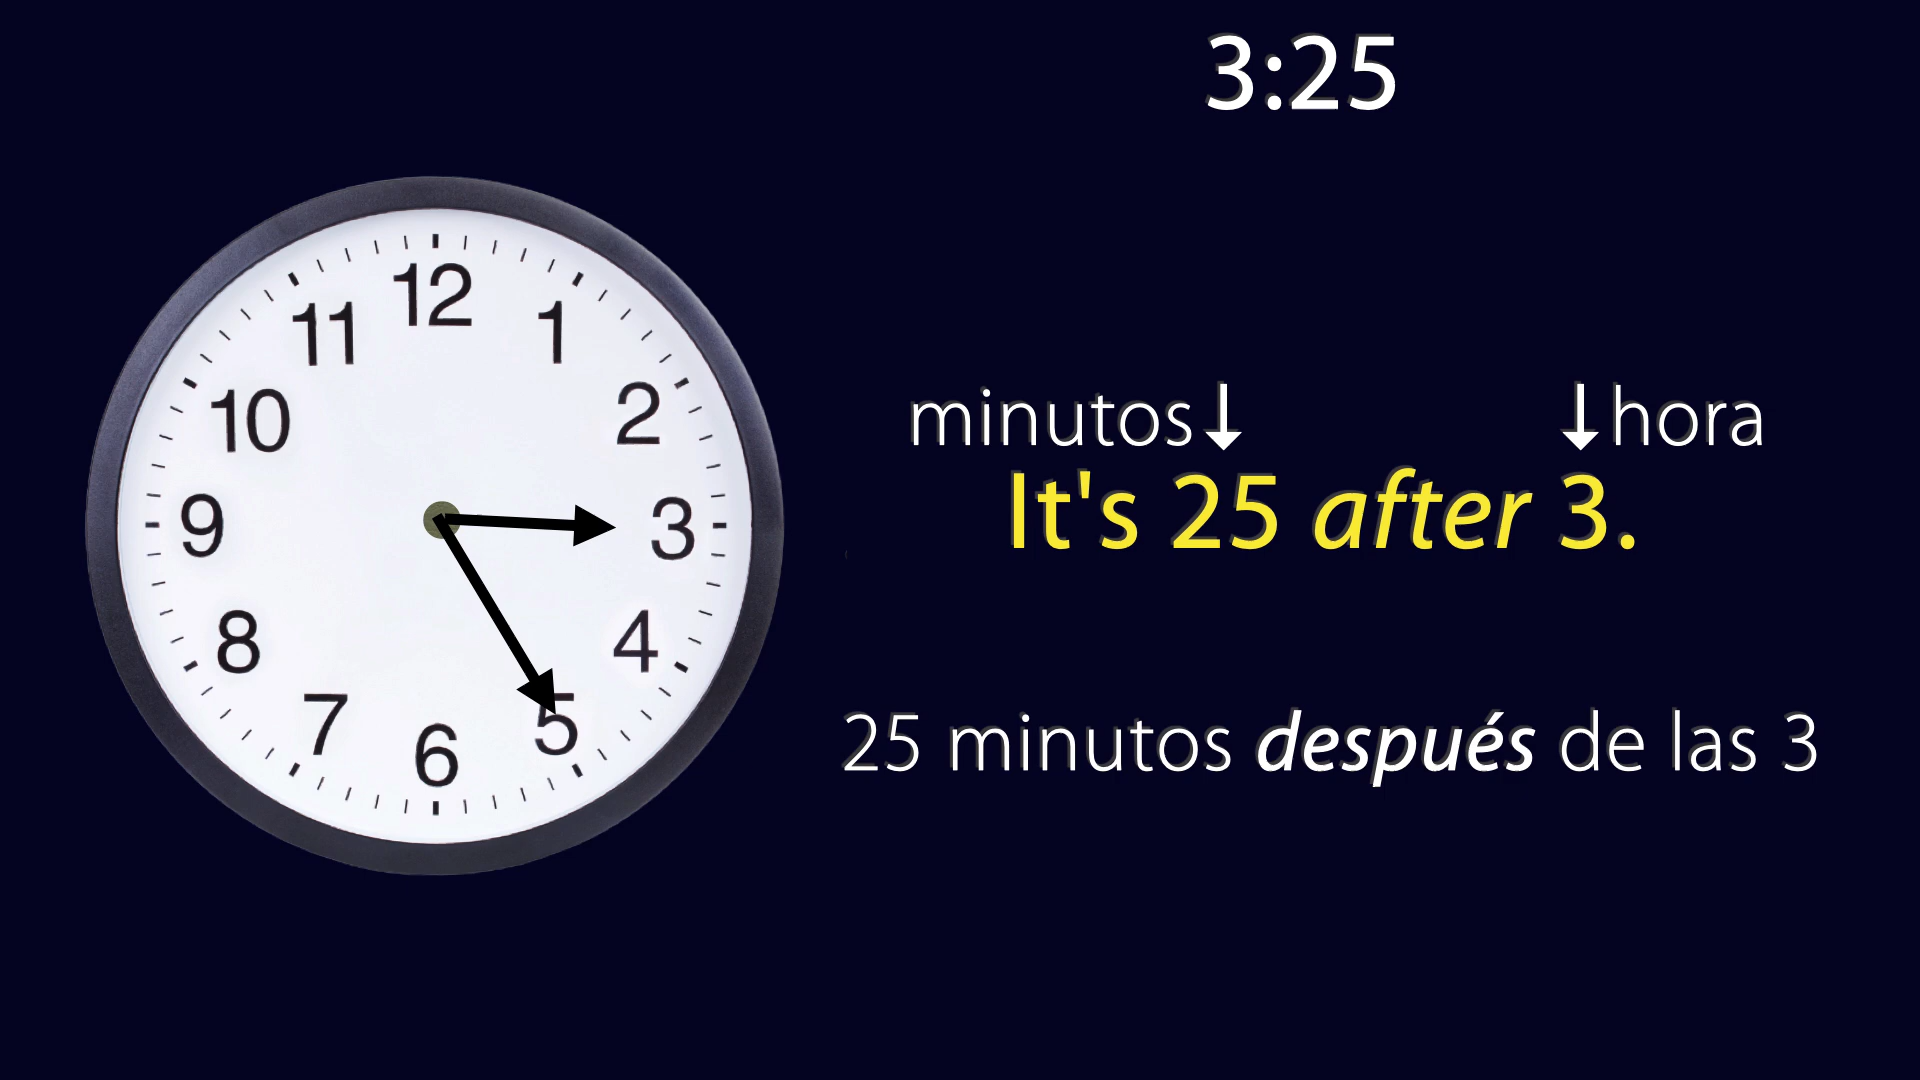 3:25
12
11 1
10 2
9 3
8 4
7 5
6
minutos↓ ↓hora
It's 25 after 3.
25 minutos después de las 3